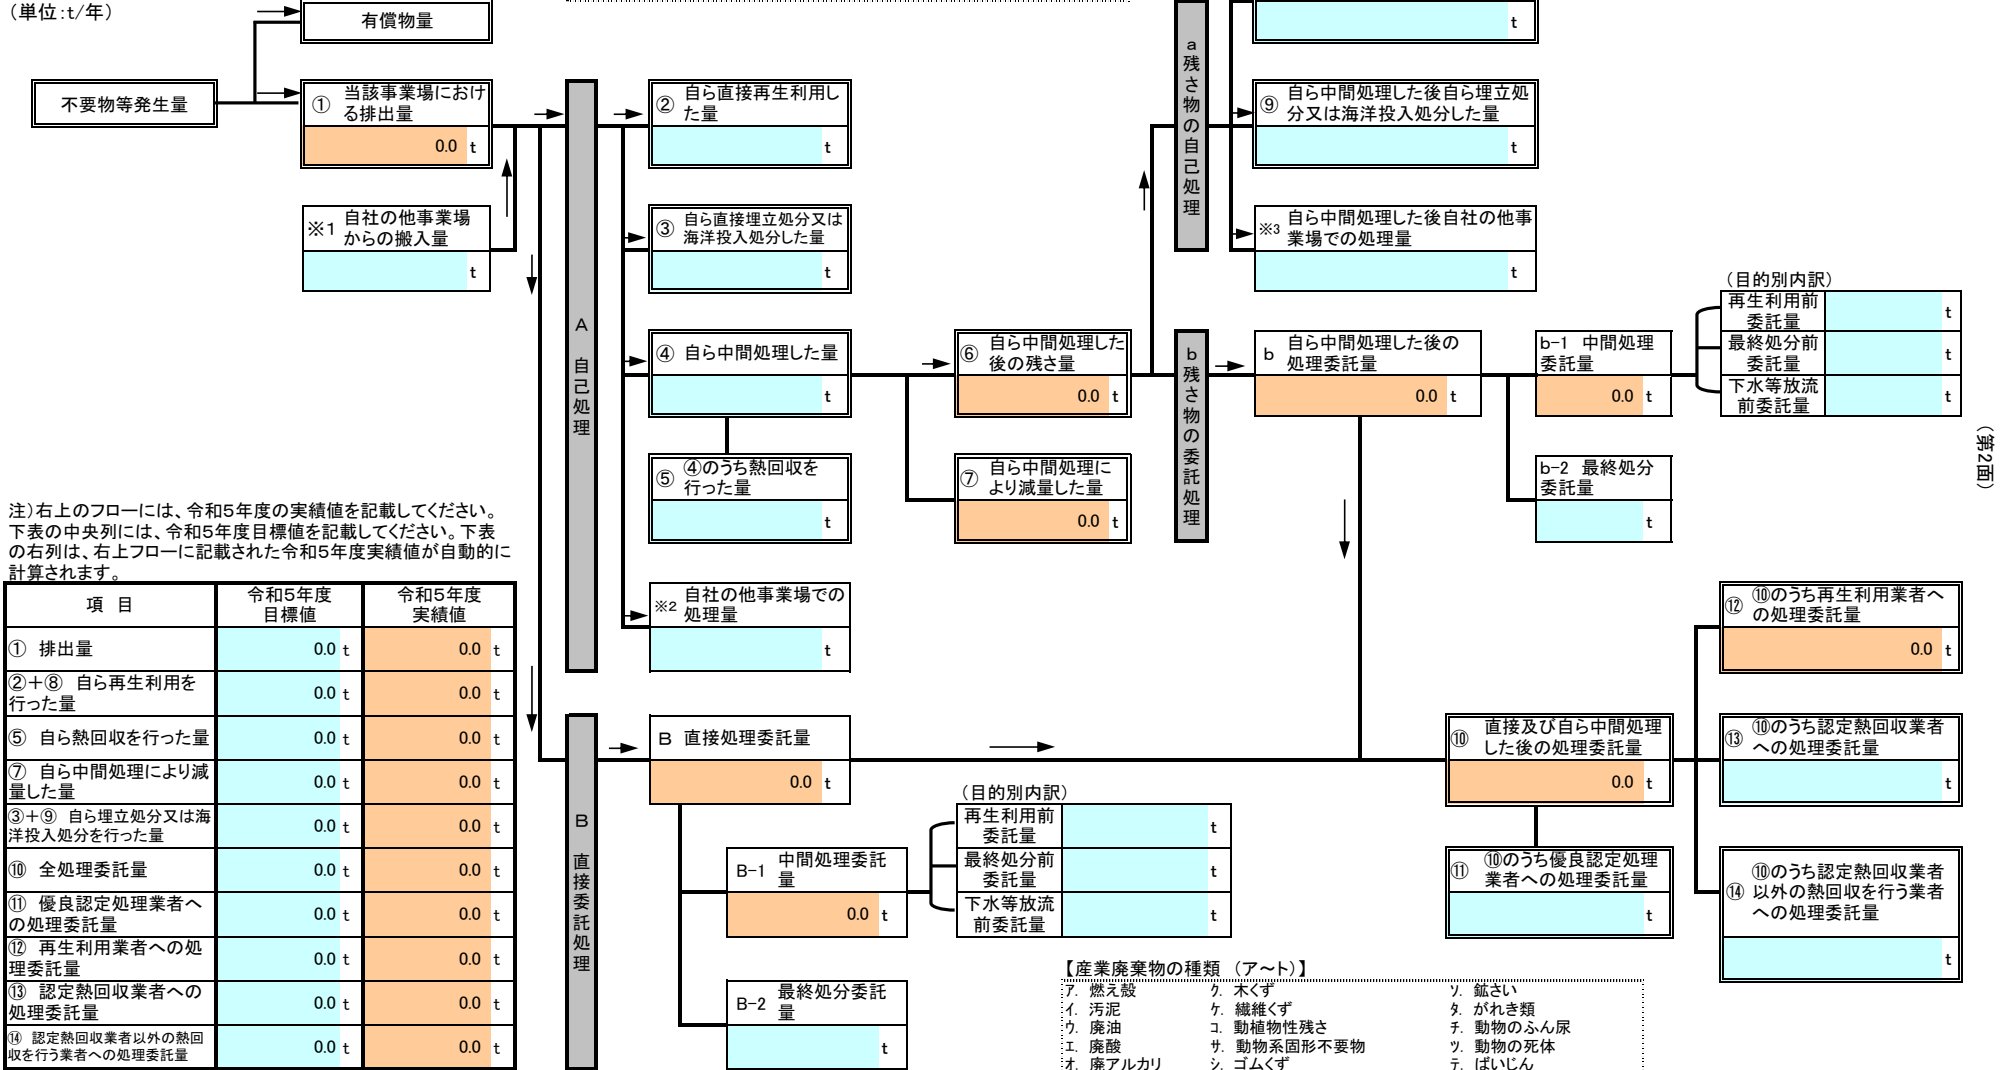 （単位:t/年）
有償物量
不要物等発生量
① 当該事業場におけ
る排出量
0.0 t
※1 自社の他事業場
からの搬入量
t
A 自己処理
② 自ら直接再生利用し
た量
t
③ 自ら直接埋立処分又は
海洋投入処分した量
t
④ 自ら中間処理した量
t
⑤ ④のうち熱回収を
行った量
t
※2 自社の他事業場での
処理量
t
⑥ 自ら中間処理した
後の残さ量
0.0 t
⑦ 自ら中間処理に
より減量した量
0.0 t
a残さ物の自己処理
t
⑨ 自ら中間処理した後自ら埋立処
分又は海洋投入処分した量
t
※3 自ら中間処理した後自社の他事
業場での処理量
t
b残さ物の委託処理
b 自ら中間処理した後の
処理委託量
0.0 t
b-1 中間処理
委託量
0.0 t
b-2 最終処分
委託量
t
（目的別内訳）
再生利用前
委託量
t
最終処分前
委託量
t
下水等放流
前委託量
t
（第2面）
注）右上のフローには、令和5年度の実績値を記載してください。
下表の中央列には、令和5年度目標値を記載してください。下表
の右列は、右上フローに記載された令和5年度実績値が自動的に
計算されます。
項 目 令和5年度 令和5年度
目標値 実績値
① 排出量 0.0 t 0.0 t
②＋⑧ 自ら再生利用を
行った量 0.0 t 0.0 t
⑤ 自ら熱回収を行った量 0.0 t 0.0 t
⑦ 自ら中間処理により減
量した量 0.0 t 0.0 t
③＋⑨ 自ら埋立処分又は海
洋投入処分を行った量 0.0 t 0.0 t
⑩ 全処理委託量 0.0 t 0.0 t
⑪ 優良認定処理業者へ
の処理委託量 0.0 t 0.0 t
⑫ 再生利用業者への処
理委託量 0.0 t 0.0 t
⑬ 認定熱回収業者への
処理委託量 0.0 t 0.0 t
⑭ 認定熱回収業者以外の熱回
収を行う業者への処理委託量 0.0 t 0.0 t
B 直接委託処理
B 直接処理委託量
0.0 t
B-1 中間処理委託
量
0.0 t
B-2 最終処分委託
量
t
（目的別内訳）
再生利用前
委託量
t
最終処分前
委託量
t
下水等放流
前委託量
t
⑩ 直接及び自ら中間処理
した後の処理委託量
0.0 t
⑪ ⑩のうち優良認定処理
業者への処理委託量
t
⑫ ⑩のうち再生利用業者へ
の処理委託量
0.0 t
⑬ ⑩のうち認定熱回収業者
への処理委託量
t
⑭ ⑩のうち認定熱回収業者
以外の熱回収を行う業者
への処理委託量
t
【産業廃棄物の種類 （ア～ト）】
ア. 燃え殻 ク. 木くず ソ. 鉱さい
イ. 汚泥 ケ. 繊維くず タ. がれき類
ウ. 廃油 コ. 動植物性残さ チ. 動物のふん尿
エ. 廃酸 サ. 動物系固形不要物 ツ. 動物の死体
オ. 廃アルカリ シ. ゴムくず テ. ばいじん